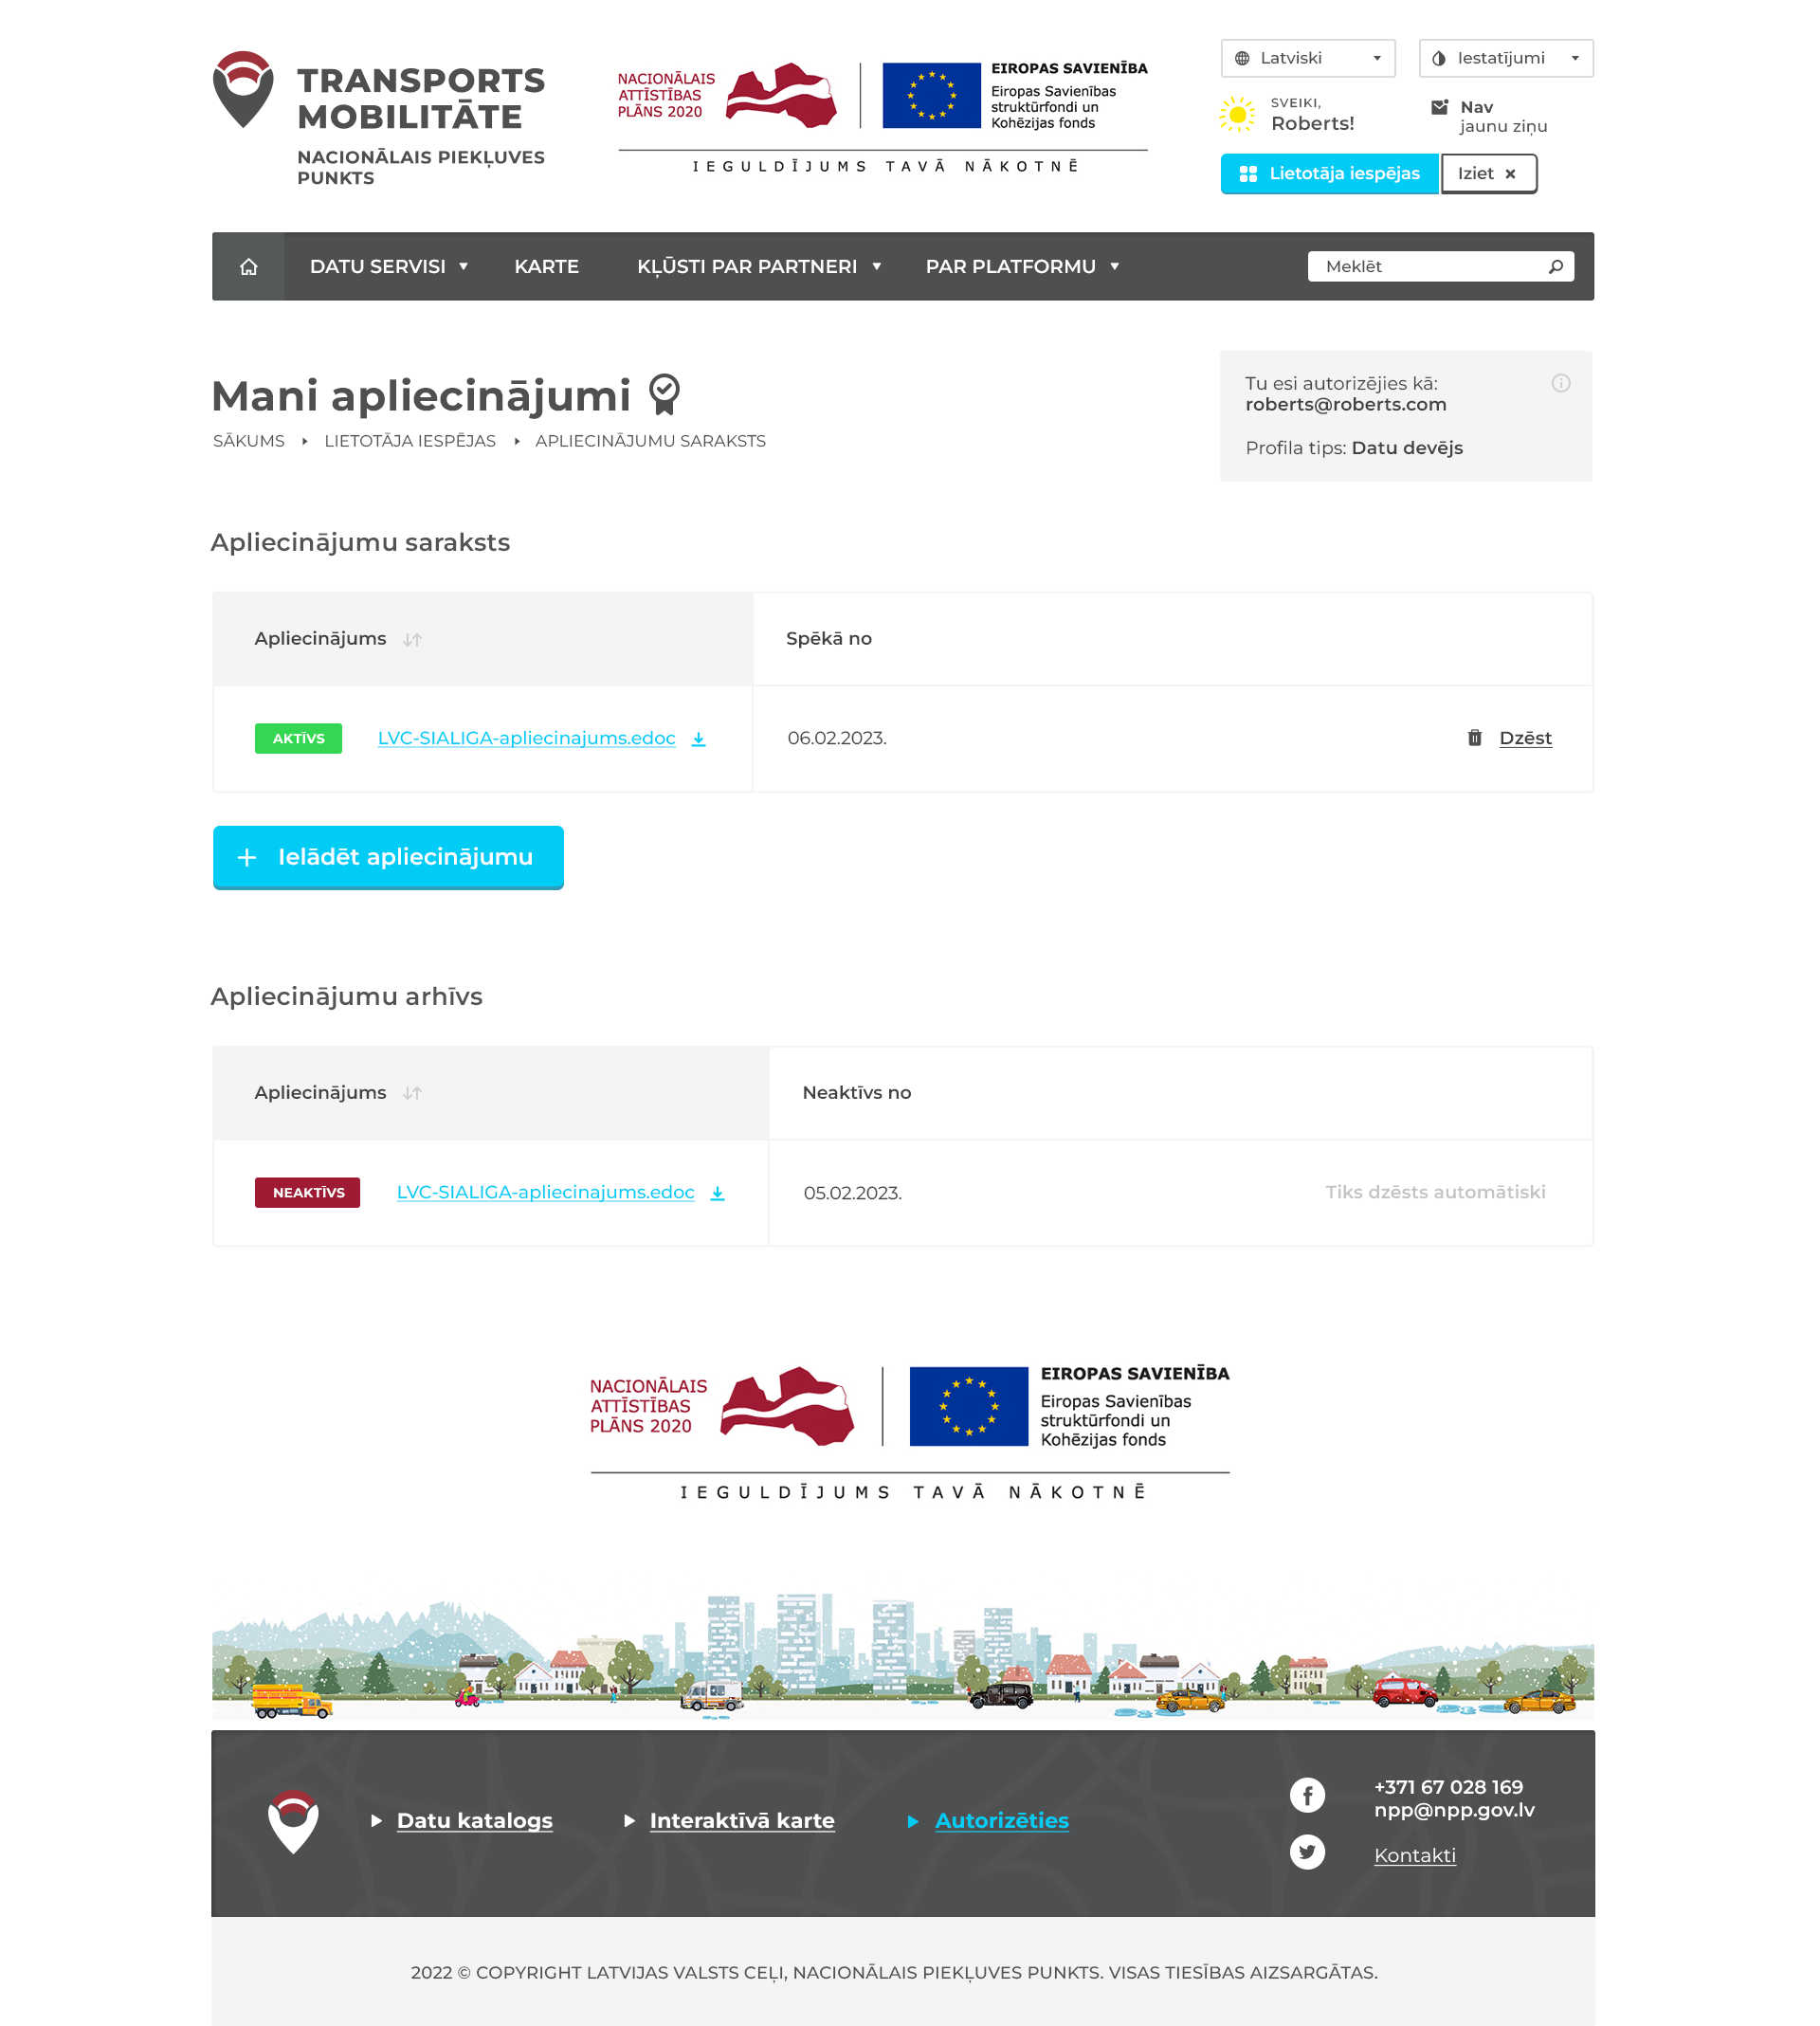 TRANSPORTS
MOBILITĀTE
NACIONĀLAIS PIEKĻUVES
PUNKTS
NACIONĀLAIS
ATTĪSTĪBAS
PLĀNS 2020
EIROPAS SAVIENĪBA
Eiropas Savienības
struktūrfondi un
Kohēzijas fonds
IEGULDĪJUMS TAVĀ NĀKOTNĒ
Latviski
Iestatījumi
SVEIKI,
Roberts!
Nav
jaunu ziņu
Lietotāja iespējas
Iziet
DATU SERVISI
KARTE
KĻŪSTI PAR PARTNERI
PAR PLATFORMU
Meklēt
Mani apliecinājumi
SĀKUMS
LIETOTĀJA IESPĒJAS
APLIECINĀJUMU SARAKSTS
Tu esi autorizējies kā:
roberts@roberts.com
Profila tips: Datu devējs
Apliecinājumu saraksts
Apliecinājums
Spēkā no
AKTĪVS
LVC-SIALIGA-apliecinajums.edoc
06.02.2023.
Dzēst
Ielādēt apliecinājumu
Apliecinājumu arhīvs
Apliecinājums
Neaktīvs no
NEAKTĪVS
LVC-SIALIGA-apliecinajums.edoc
05.02.2023.
Tiks dzēsts automātiski
NACIONĀLAIS
ATTĪSTĪBAS
PLĀNS 2020
EIROPAS SAVIENĪBA
Eiropas Savienības
struktūrfondi un
Kohēzijas fonds
IEGULDĪJUMS TAVĀ NĀKOTNĒ
Datu katalogs
Interaktīvā karte
Autorizēties
+371 67 028 169
npp@npp.gov.lv
Kontakti
2022 © COPYRIGHT LATVIJAS VALSTS CEĻI, NACIONĀLAIS PIEKĻUVES PUNKTS. VISAS TIESĪBAS AIZSARGĀTAS.